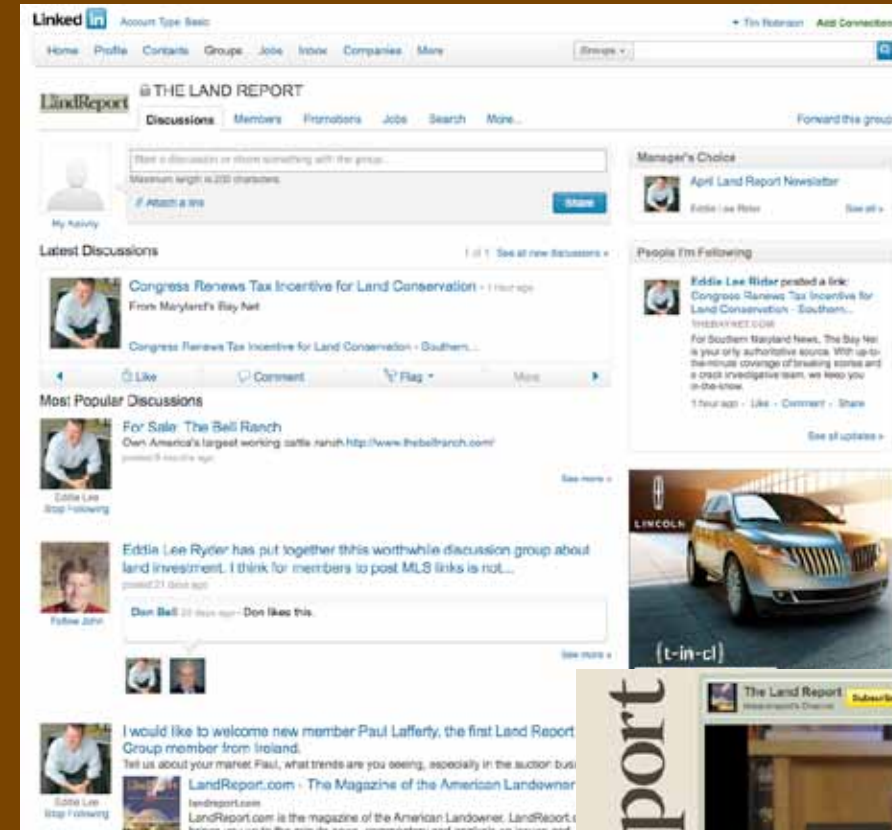 Linked in Account Type: Basic
Tim Robinson Add Connections
Home Profile Contacts Groups Jobs Inbox Companies More
Groups
LandReport
THE LAND REPORT
Discussions Members Promotions Jobs Search More...
Forward this group
Start a discussion or share something with the group...
Maximum length is 200 characters.
Attach a link
Share
My Activity
Latest Discussions
1 of 1 See all new discussions »
Congress Renews Tax Incentive for Land Conservation - 1 hour ago
From Maryland's Bay Net
Congress Renews Tax Incentive for Land Conservation - Southern...
Like Comment Flag More
Most Popular Discussions
For Sale: The Bell Ranch
Own America's largest working cattle ranch http://www.thebellranch.com/
posted 9 months ago
See more »
Eddie Lee
Stop Following
Eddie Lee Ryder has put together thhis worthwhile discussion group about
land investment. I think for members to post MLS links is not...
posted 21 days ago
Follow John
Don Bell 20 days ago - Don likes this.
See more »
I would like to welcome new member Paul Lafferty, the first Land Report
Group member from Ireland.
Tell us about your market Paul, what trends are you seeing, especially in the auction
Eddie Lee
Stop Following
LandReport.com - The Magazine of the American Landowner
landreport.com
LandReport.com is the magazine of the American Landowner. LandReport
Manager's Choice
April Land Report Newsletter
Eddie Lee Rider See all »
People I'm Following
Eddie Lee Rider posted a link:
Congress Renews Tax Incentive for
Land Conservation - Southern...
THEBAYNET.COM
For Southern Maryland News, The Bay Net
is your only authoritative source. With up-to-
the-minute coverage of breaking stories and
a crack investigative team, we keep you
in-the-know.
1 hour ago - Like - Comment - Share
See all updates »
LINCOLN
{t-in-cl}
port
The Land Report
Subscribe